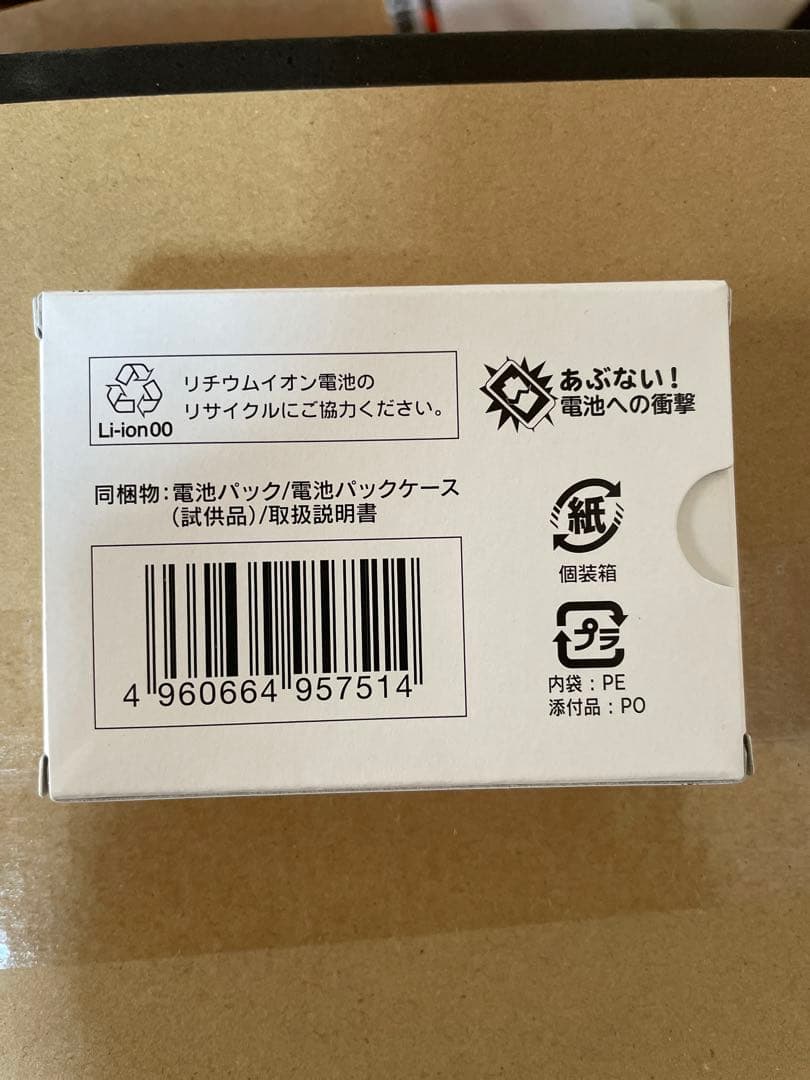 Li-ion00
リチウムイオン電池の
リサイクルにご協力ください。
あぶない！
電池への衝撃
同梱物：電池パック/電池パックケース
（試供品）/取扱説明書
4 960664 957514
紙
個装箱
プラ
内袋：PE
添付品：PO